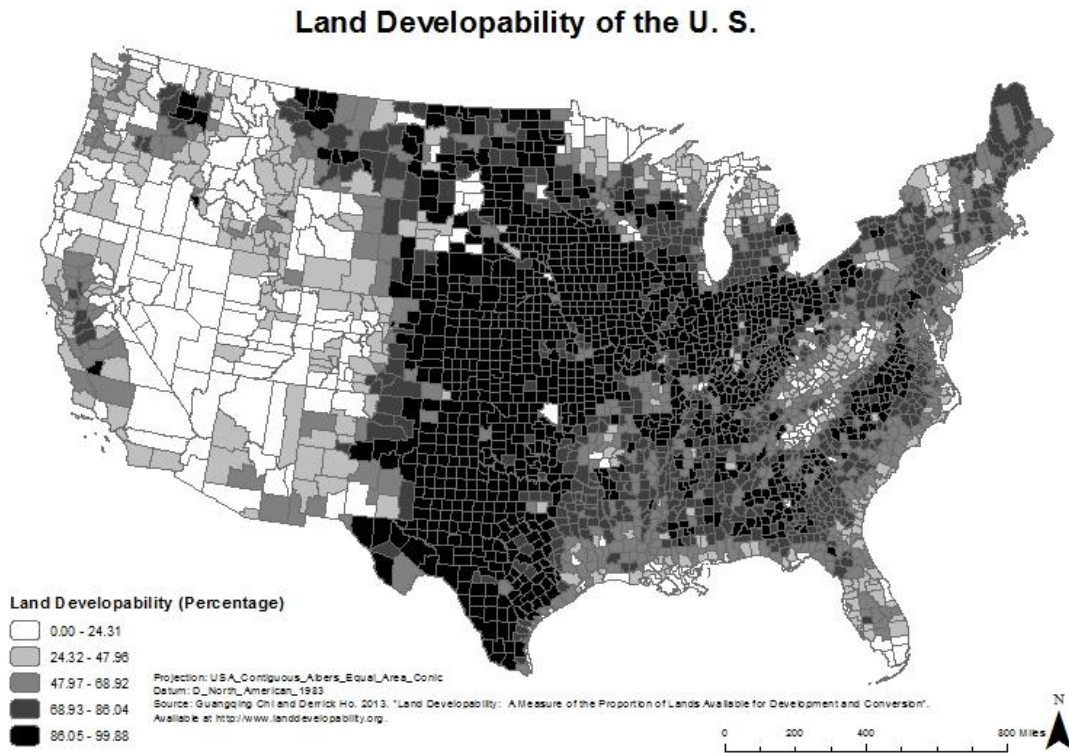 Land Developability of the U. S.
Land Developability (Percentage)
0.00 - 24.31
24.32 - 47.96
47.97 - 68.92
68.93 - 86.04
86.05 - 99.88
Projection: USA_Contiguous_Albers_Equal_Area_Conic
Datum: D_North_American_1983
Source: Guangqing Chi and Derrick Ho. 2013. "Land Developability: A Measure of the Proportion of Lands Available for Development and Conversion".
Available at http://www.landdevelopability.org.
N
800 Miles
0 200 400